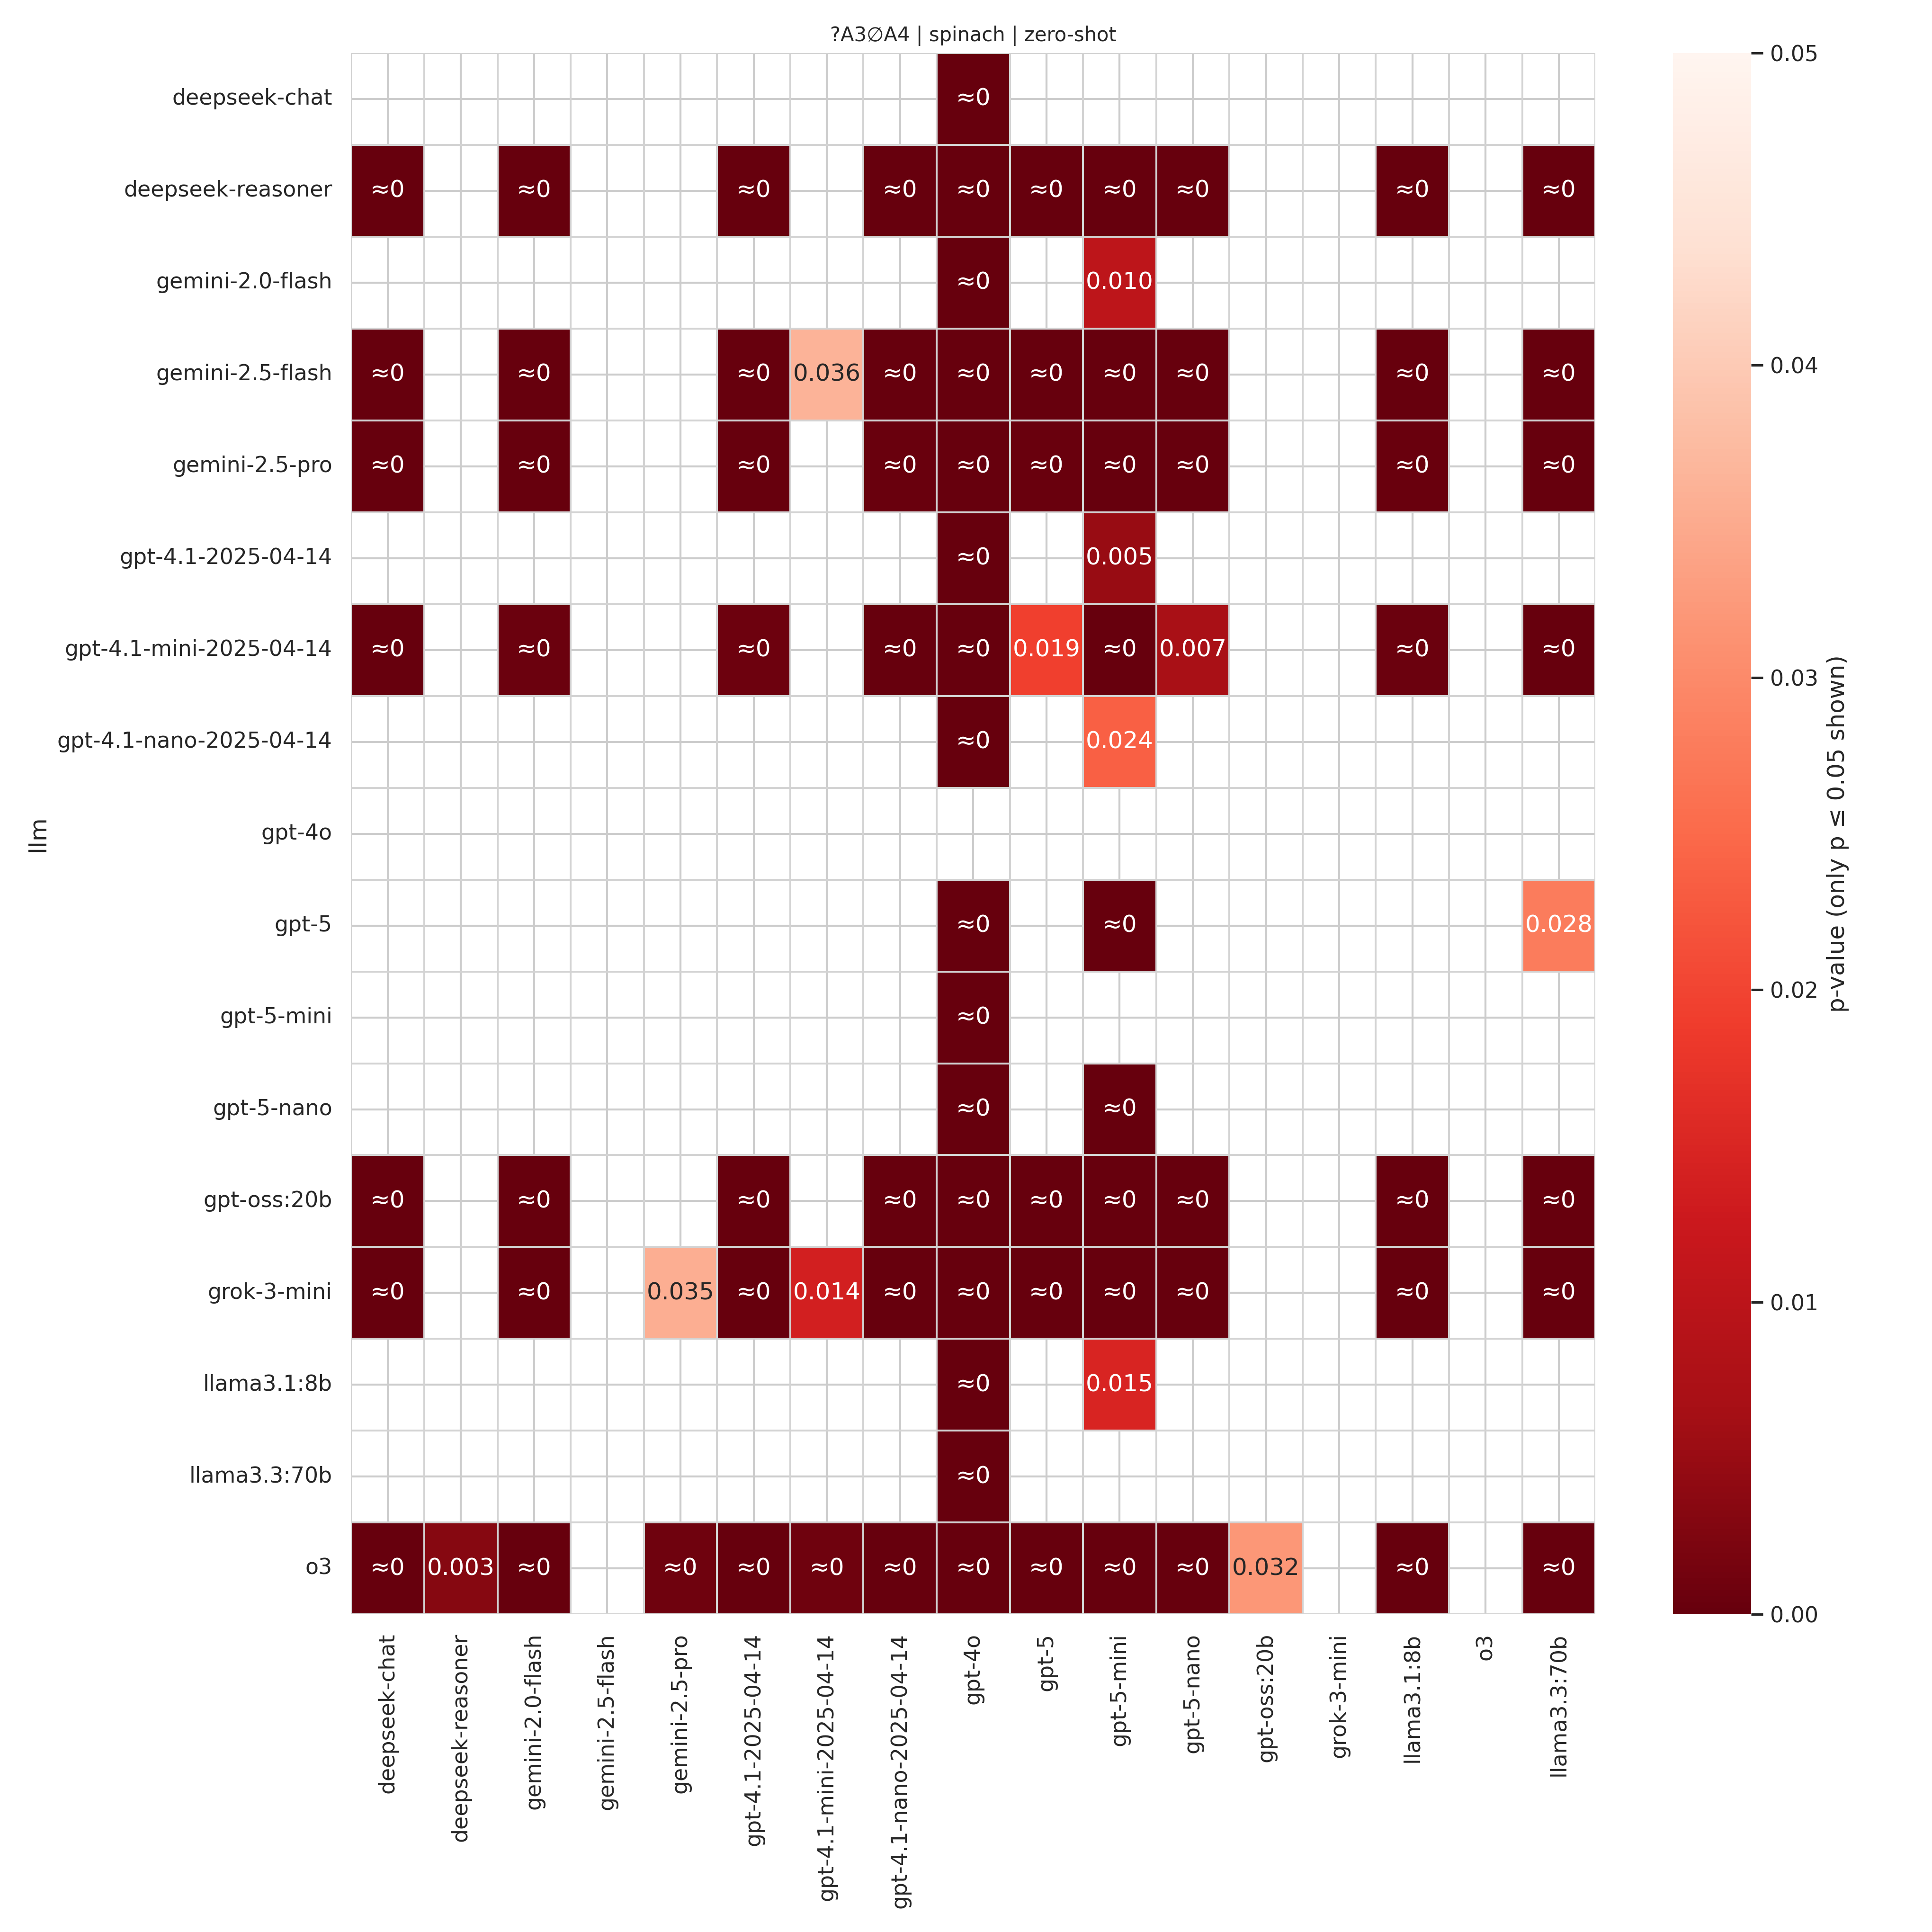 ?A3∅A4 | spinach | zero-shot
deepseek-chat ≈0
deepseek-reasoner ≈0 ≈0 ≈0 ≈0 ≈0 ≈0 ≈0 ≈0 ≈0 ≈0
gemini-2.0-flash ≈0 0.010
gemini-2.5-flash ≈0 ≈0 ≈0 0.036 ≈0 ≈0 ≈0 ≈0 ≈0 ≈0 ≈0
gemini-2.5-pro ≈0 ≈0 ≈0 ≈0 ≈0 ≈0 ≈0 ≈0 ≈0 ≈0
gpt-4.1-2025-04-14 ≈0 0.005
gpt-4.1-mini-2025-04-14 ≈0 ≈0 ≈0 ≈0 ≈0 0.019 ≈0 0.007 ≈0 ≈0
gpt-4.1-nano-2025-04-14 ≈0 0.024
gpt-4o
gpt-5 ≈0 ≈0 0.028
gpt-5-mini ≈0
gpt-5-nano ≈0 ≈0
gpt-oss:20b ≈0 ≈0 ≈0 ≈0 ≈0 ≈0 ≈0 ≈0 ≈0 ≈0
grok-3-mini ≈0 ≈0 0.035 ≈0 0.014 ≈0 ≈0 ≈0 ≈0 ≈0 ≈0 ≈0
llama3.1:8b ≈0 0.015
llama3.3:70b ≈0
o3 ≈0 0.003 ≈0 ≈0 ≈0 ≈0 ≈0 ≈0 ≈0 ≈0 ≈0 0.032 ≈0 ≈0
llm
deepseek-chat
deepseek-reasoner
gemini-2.0-flash
gemini-2.5-flash
gemini-2.5-pro
gpt-4.1-2025-04-14
gpt-4.1-mini-2025-04-14
gpt-4.1-nano-2025-04-14
gpt-4o
gpt-5
gpt-5-mini
gpt-5-nano
gpt-oss:20b
grok-3-mini
llama3.1:8b
o3
llama3.3:70b
0.05
0.04
0.03
0.02
0.01
0.00
p-value (only p ≤ 0.05 shown)